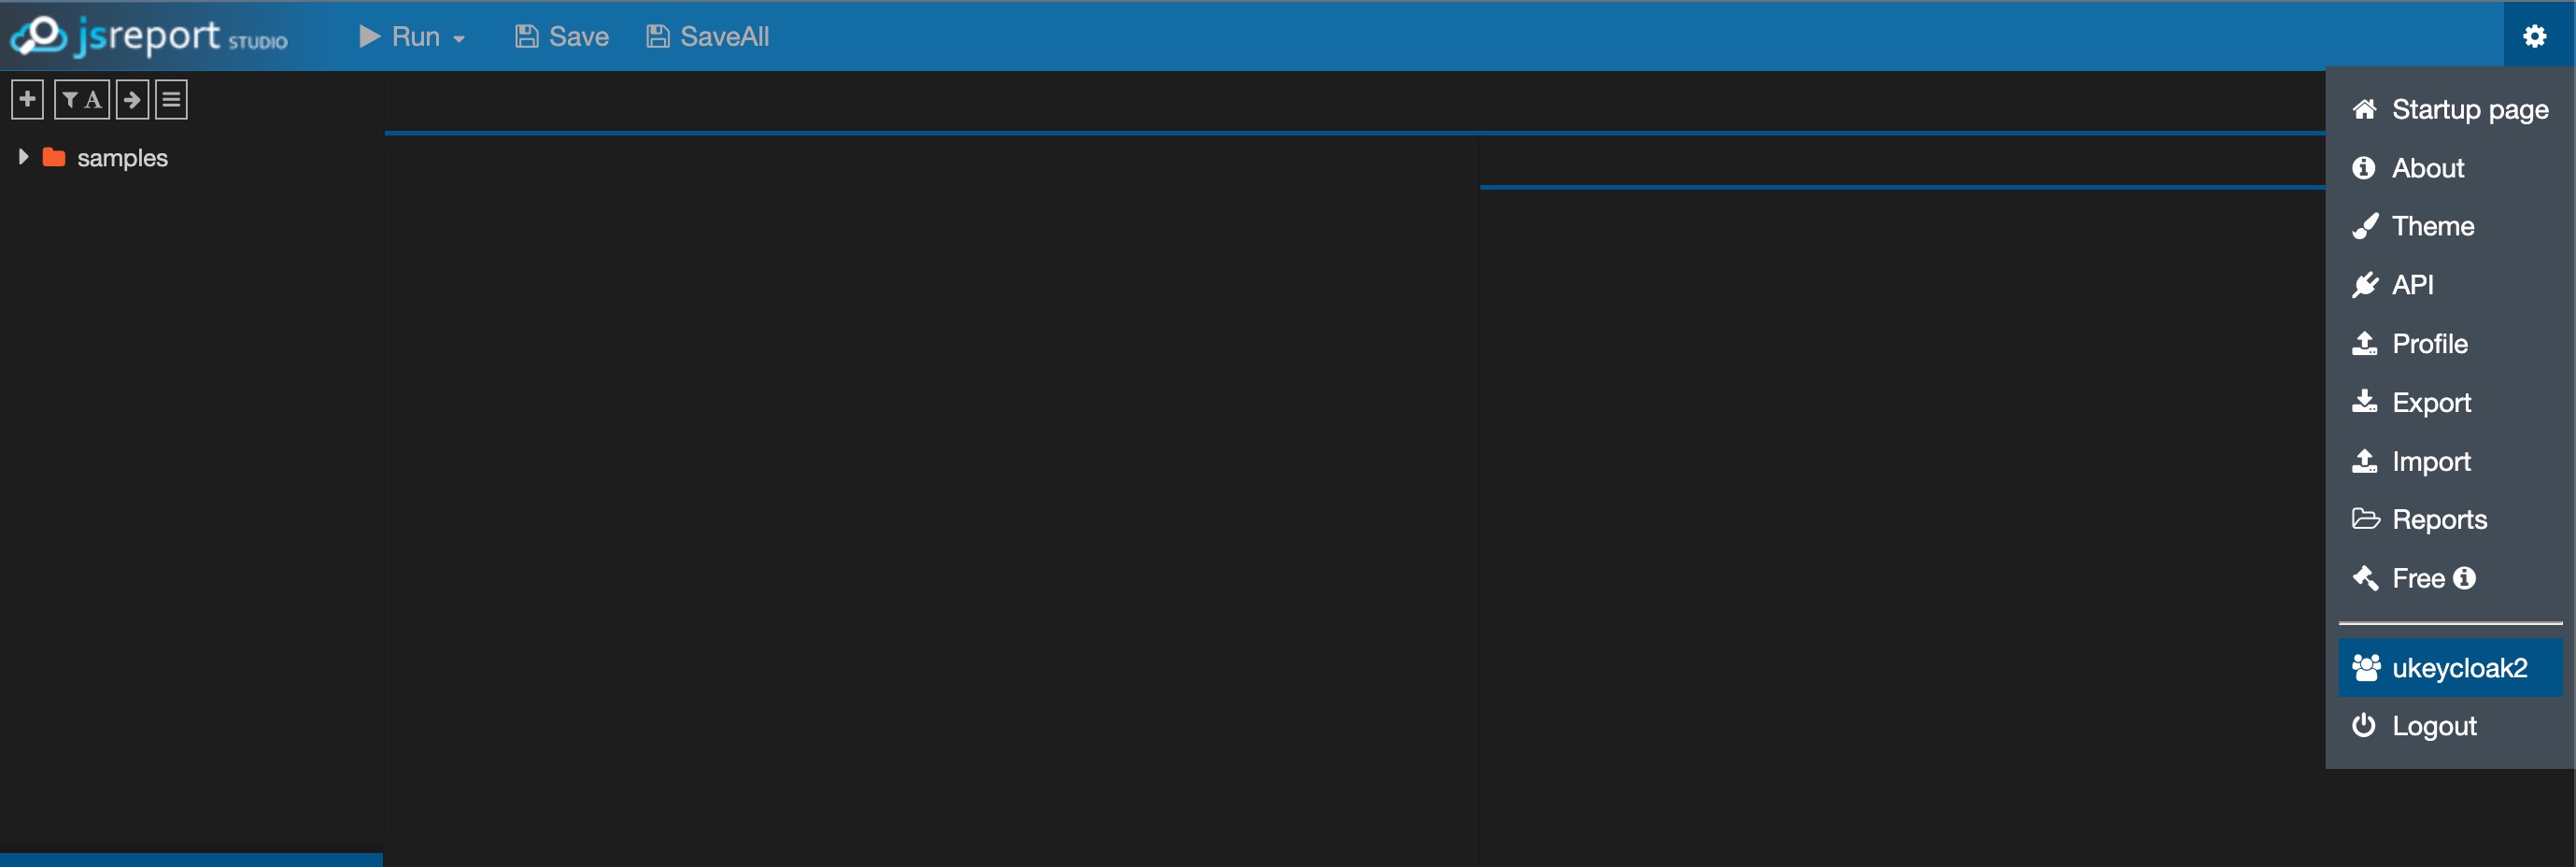 jsreport STUDIO
Run
Save
SaveAll
A
samples
Startup page
About
Theme
API
Profile
Export
Import
Reports
Free
ukeycloak2
Logout